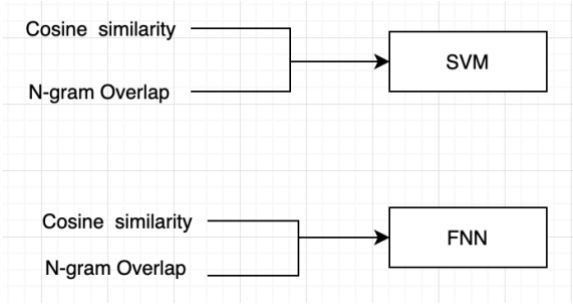 Cosine similarity
SVM
N-gram Overlap
Cosine similarity
FNN
N-gram Overlap